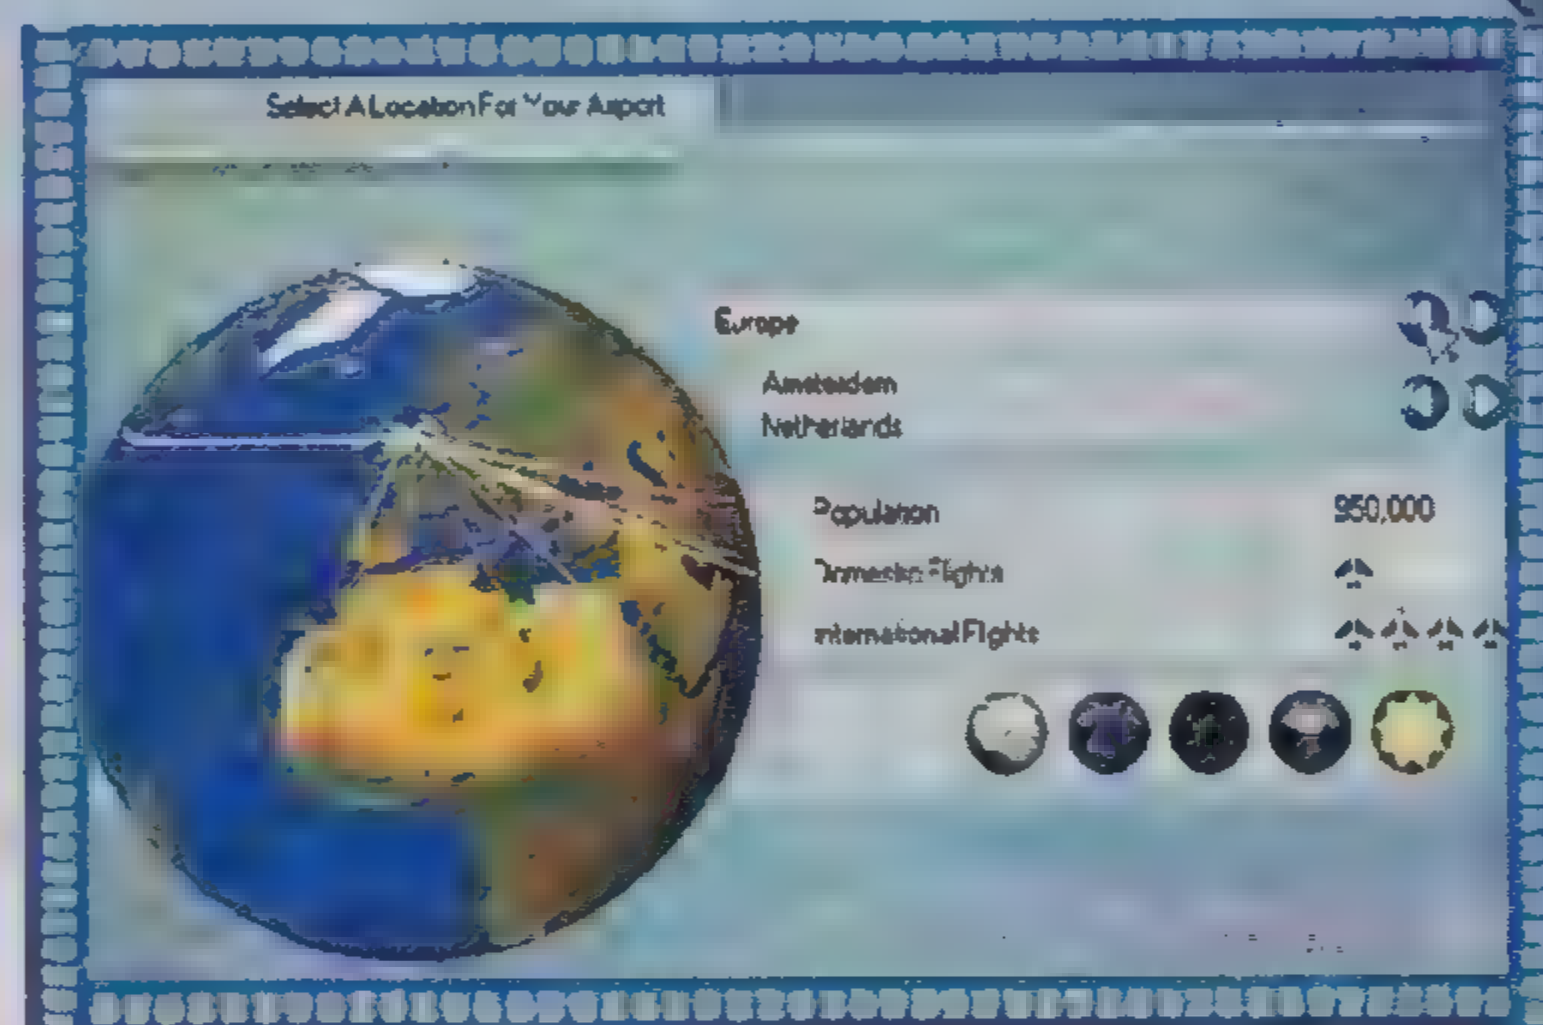 Select A Location For Your Airport
Europe
Amsterdam
Netherlands
Population 950,000
Domestic Flights
International Flights